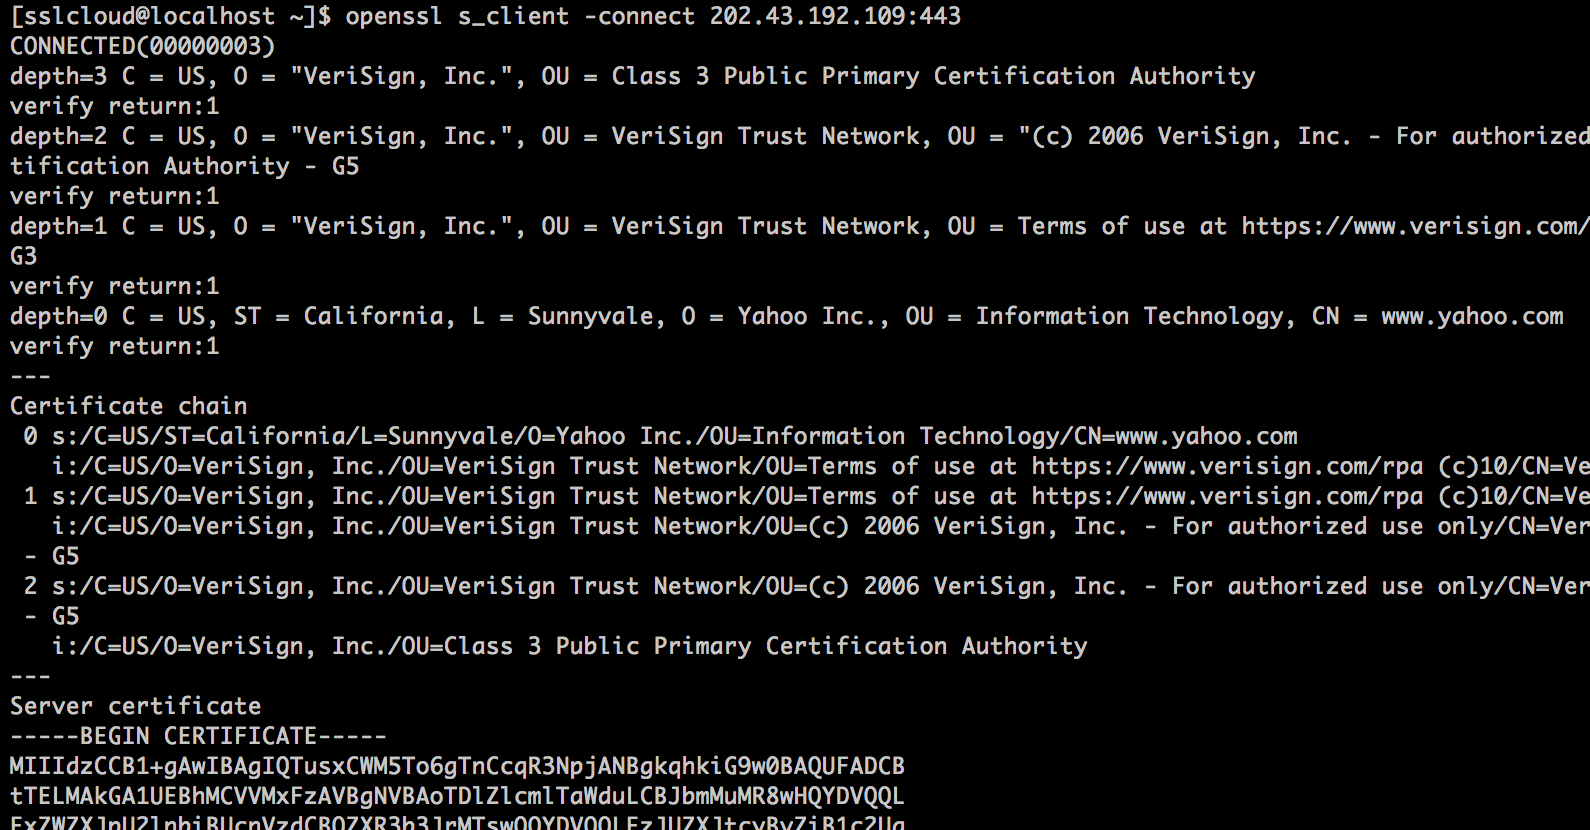 [sslcloud@localhost ~]$ openssl s_client -connect 202.43.192.109:443
CONNECTED(00000003)
depth=3 C = US, O = "VeriSign, Inc.", OU = Class 3 Public Primary Certification Authority
verify return:1
depth=2 C = US, O = "VeriSign, Inc.", OU = VeriSign Trust Network, OU = "(c) 2006 VeriSign, Inc. - For authorized
tification Authority - G5
verify return:1
depth=1 C = US, O = "VeriSign, Inc.", OU = VeriSign Trust Network, OU = Terms of use at https://www.verisign.com/
G3
verify return:1
depth=0 C = US, ST = California, L = Sunnyvale, O = Yahoo Inc., OU = Information Technology, CN = www.yahoo.com
verify return:1
---
Certificate chain
 0 s:/C=US/ST=California/L=Sunnyvale/O=Yahoo Inc./OU=Information Technology/CN=www.yahoo.com
   i:/C=US/O=VeriSign, Inc./OU=VeriSign Trust Network/OU=Terms of use at https://www.verisign.com/rpa (c)10/CN=Ve
 1 s:/C=US/O=VeriSign, Inc./OU=VeriSign Trust Network/OU=Terms of use at https://www.verisign.com/rpa (c)10/CN=Ve
   i:/C=US/O=VeriSign, Inc./OU=VeriSign Trust Network/OU=(c) 2006 VeriSign, Inc. - For authorized use only/CN=Ver
 - G5
 2 s:/C=US/O=VeriSign, Inc./OU=VeriSign Trust Network/OU=(c) 2006 VeriSign, Inc. - For authorized use only/CN=Ver
 - G5
   i:/C=US/O=VeriSign, Inc./OU=Class 3 Public Primary Certification Authority
---
Server certificate
-----BEGIN CERTIFICATE-----
MIIIdzCCB1+gAwIBAgIQTusxCWM5To6gTnCcqR3NpjANBgkqhkiG9w0BAQUFADCB
tTELMAkGA1UEBhMCVVMxFzAVBgNVBAoTDlZlcmlTaWduLCBJbmMuMR8wHQYDVQQL